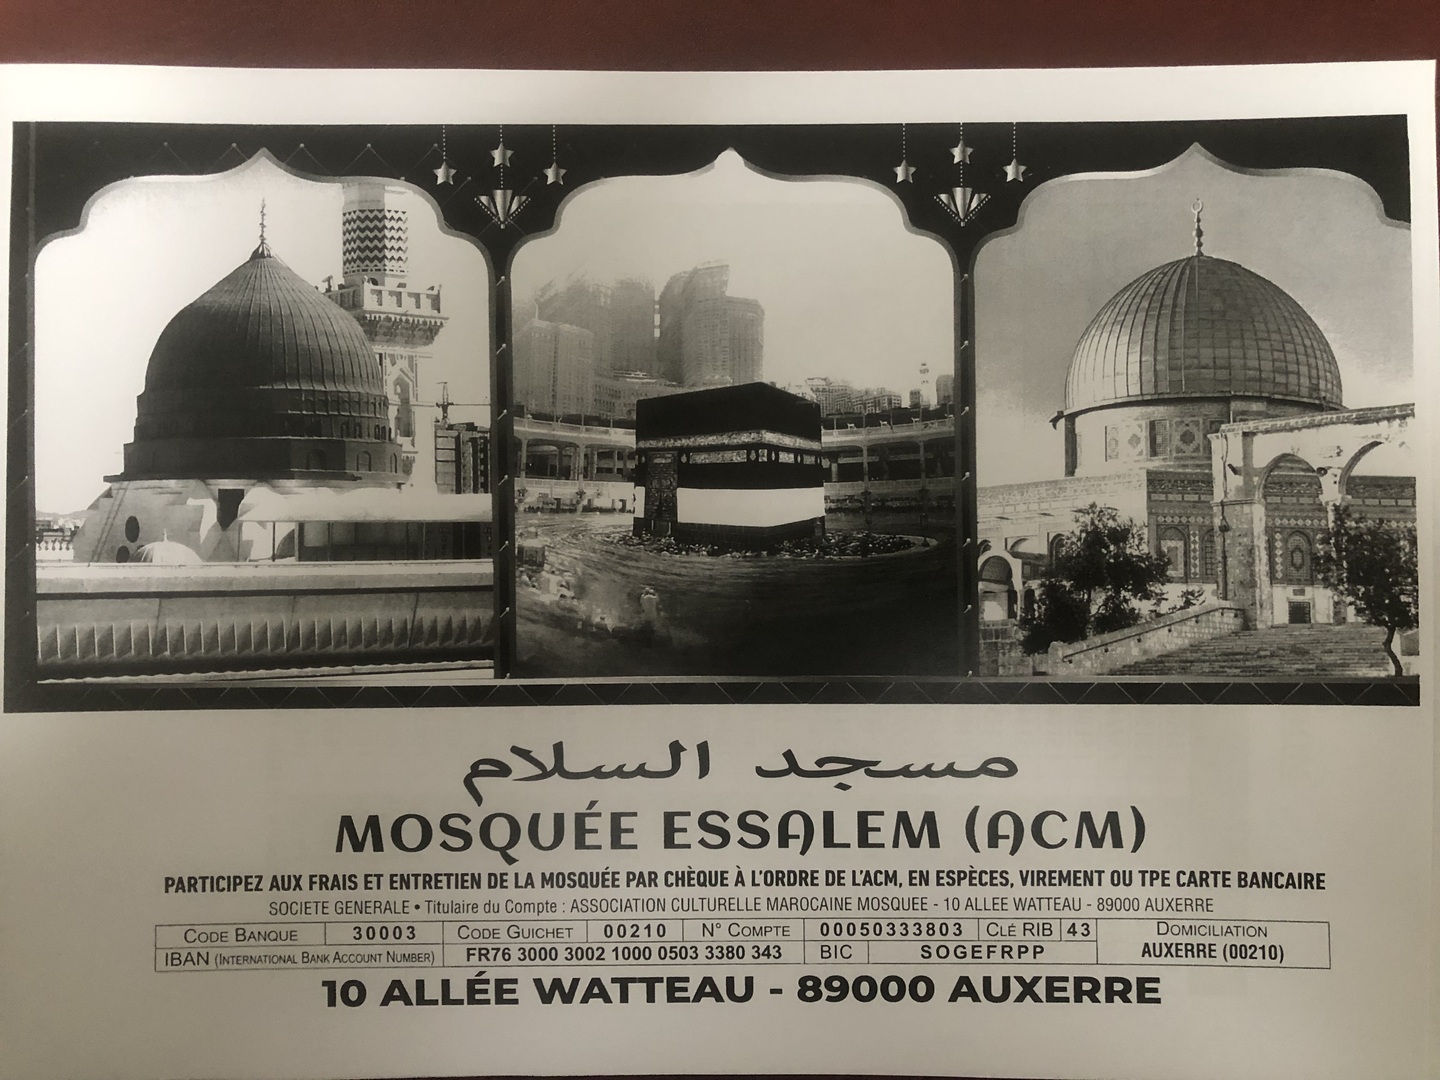 مسجد السلام
MOSQUÉE ESSALEM (ACM)
PARTICIPEZ AUX FRAIS ET ENTRETIEN DE LA MOSQUÉE PAR CHÈQUE À L'ORDRE DE L'ACM, EN ESPÈCES, VIREMENT OU TPE CARTE BANCAIRE
SOCIETE GENERALE • Titulaire du Compte : ASSOCIATION CULTURELLE MAROCAINE MOSQUEE - 10 ALLEE WATTEAU - 89000 AUXERRE
CODE BANQUE 30003 CODE GUICHET 00210 N° COMPTE 00050333803 CLÉ RIB 43 DOMICILIATION
IBAN (INTERNATIONAL BANK ACCOUNT NUMBER) FR76 3000 3002 1000 0503 3380 343 BIC SOGEFRPP AUXERRE (00210)
10 ALLÉE WATTEAU - 89000 AUXERRE